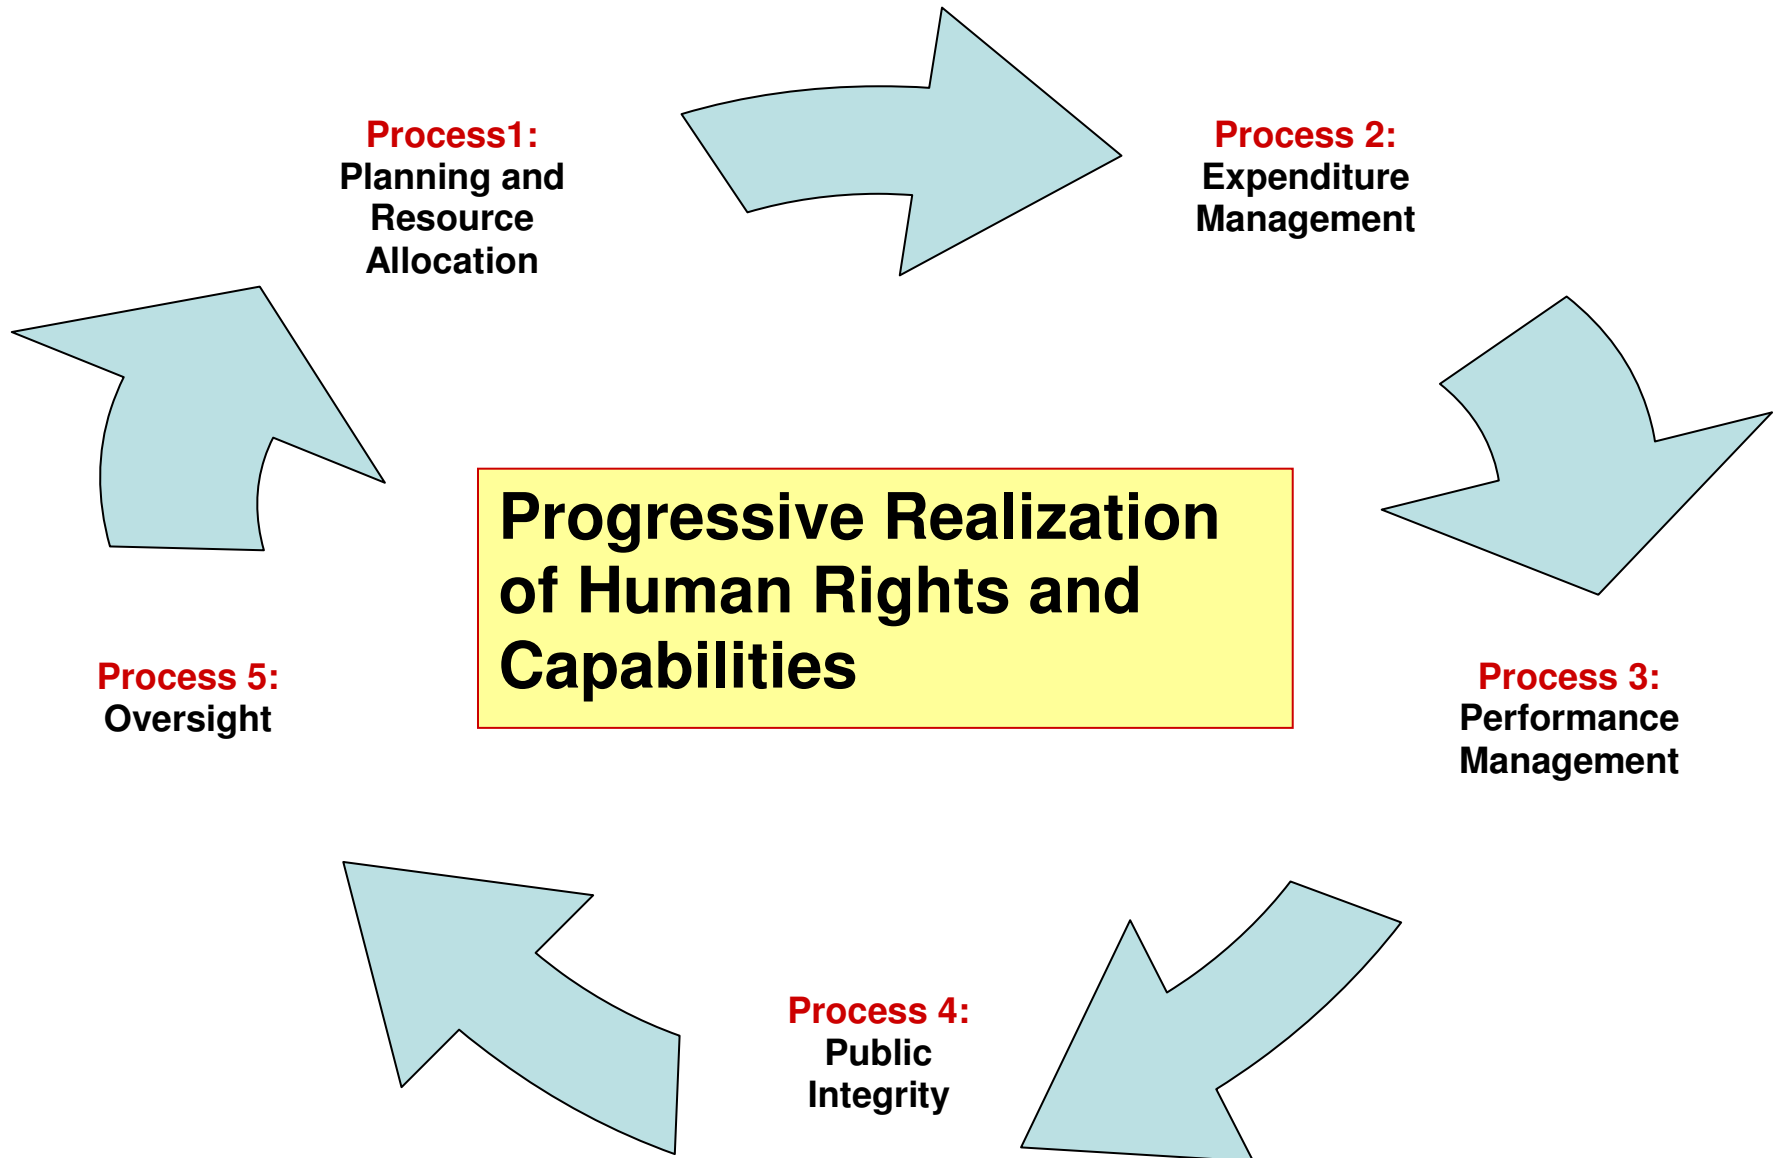 Process1:
Planning and
Resource
Allocation
Process 2:
Expenditure
Management
Progressive Realization
of Human Rights and
Capabilities
Process 5:
Oversight
Process 3:
Performance
Management
Process 4:
Public
Integrity